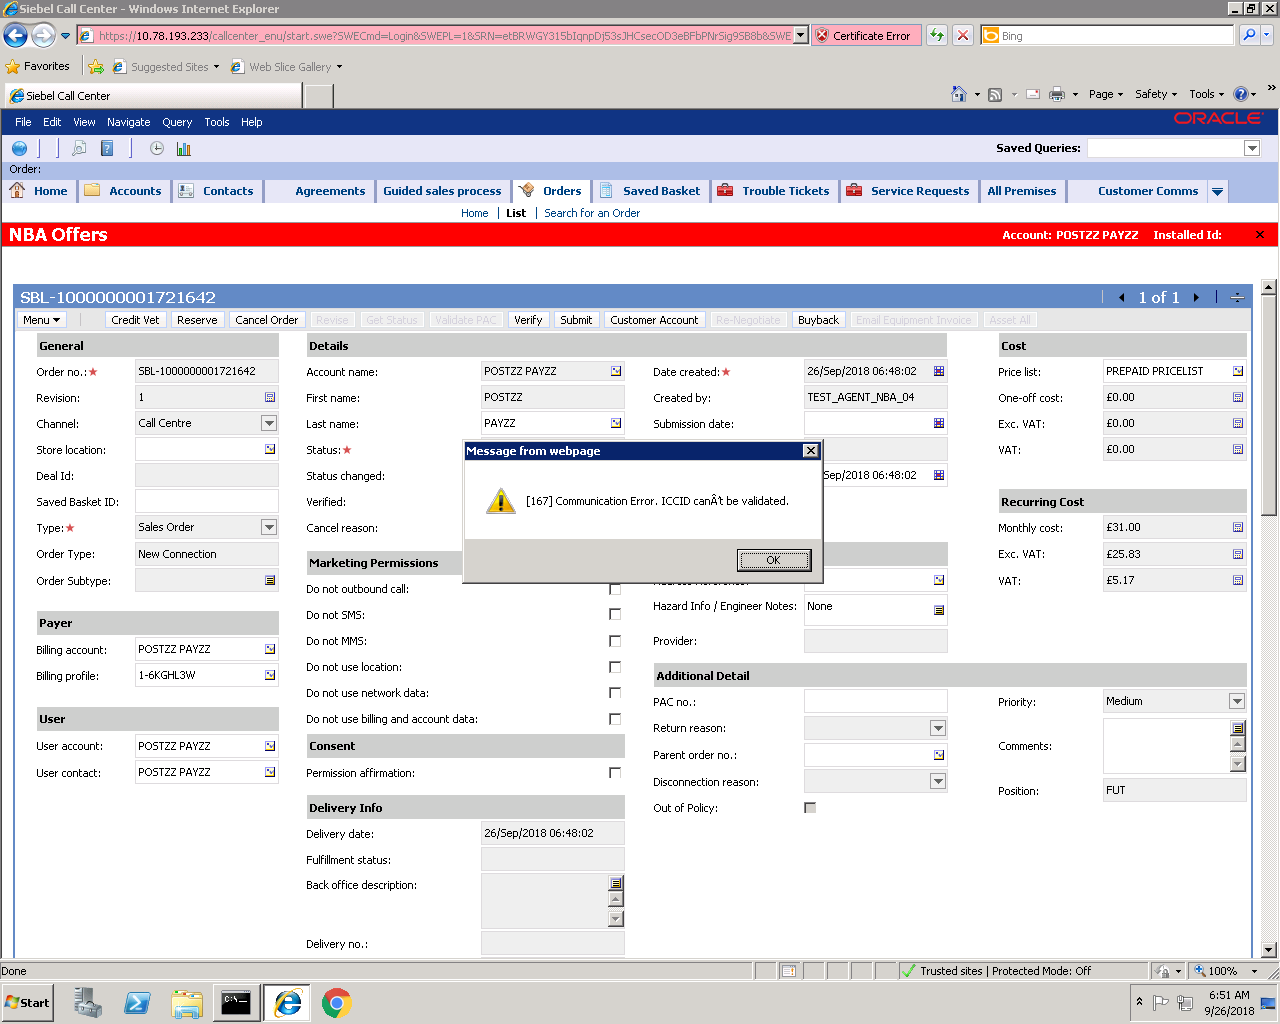 Siebel Call Center - Windows Internet Explorer
https://10.78.193.233/callcenter_enu/start.swe?SWECmd=Login&SWEPL=1&SRN=
Certificate Error
Bing
Favorites
Suggested Sites
Web Slice Gallery
Siebel Call Center
Page
Safety
Tools
»
File Edit View Navigate Query Tools Help
ORACLE
Saved Queries:
Order:
Home
Accounts
Contacts
Agreements
Guided sales process
Orders
Saved Basket
Trouble Tickets
Service Requests
All Premises
Customer Comms
Home | List | Search for an Order
NBA Offers
Account: POSTZZ PAYZZ Installed Id:
SBL-1000000001721642
1 of 1
Menu
Credit Vet
Reserve
Cancel Order
Revise
Get Status
Validate PAC
Verify
Submit
Customer Account
Re-Negotiate
Buyback
Email Equipment Invoice
Asset All
General
Order no.: SBL-1000000001721642
Revision: 1
Channel: Call Centre
Store location:
Deal Id:
Saved Basket ID:
Type: Sales Order
Order Type: New Connection
Order Subtype:
Payer
Billing account: POSTZZ PAYZZ
Billing profile: 1-6KGHL3W
User
User account: POSTZZ PAYZZ
User contact: POSTZZ PAYZZ
Details
Account name: POSTZZ PAYZZ
First name: POSTZZ
Last name: PAYZZ
Status:
Status changed:
Verified:
Cancel reason:
Date created: 26/Sep/2018 06:48:02
Created by: TEST_AGENT_NBA_04
Submission date:
Sep/2018 06:48:02
Message from webpage
[167] Communication Error. ICCID canÂ't be validated.
OK
Marketing Permissions
Do not outbound call:
Do not SMS:
Do not MMS:
Do not use location:
Do not use network data:
Do not use billing and account data:
Consent
Permission affirmation:
Delivery Info
Delivery date: 26/Sep/2018 06:48:02
Fulfillment status:
Back office description:
Delivery no.:
Hazard Info / Engineer Notes: None
Provider:
Additional Detail
PAC no.:
Return reason:
Parent order no.:
Disconnection reason:
Out of Policy:
Priority: Medium
Comments:
Position: FUT
Cost
Price list: PREPAID PRICELIST
One-off cost: £0.00
Exc. VAT: £0.00
VAT: £0.00
Recurring Cost
Monthly cost: £31.00
Exc. VAT: £25.83
VAT: £5.17
Done
Trusted sites | Protected Mode: Off
100%
Start
6:51 AM
9/26/2018